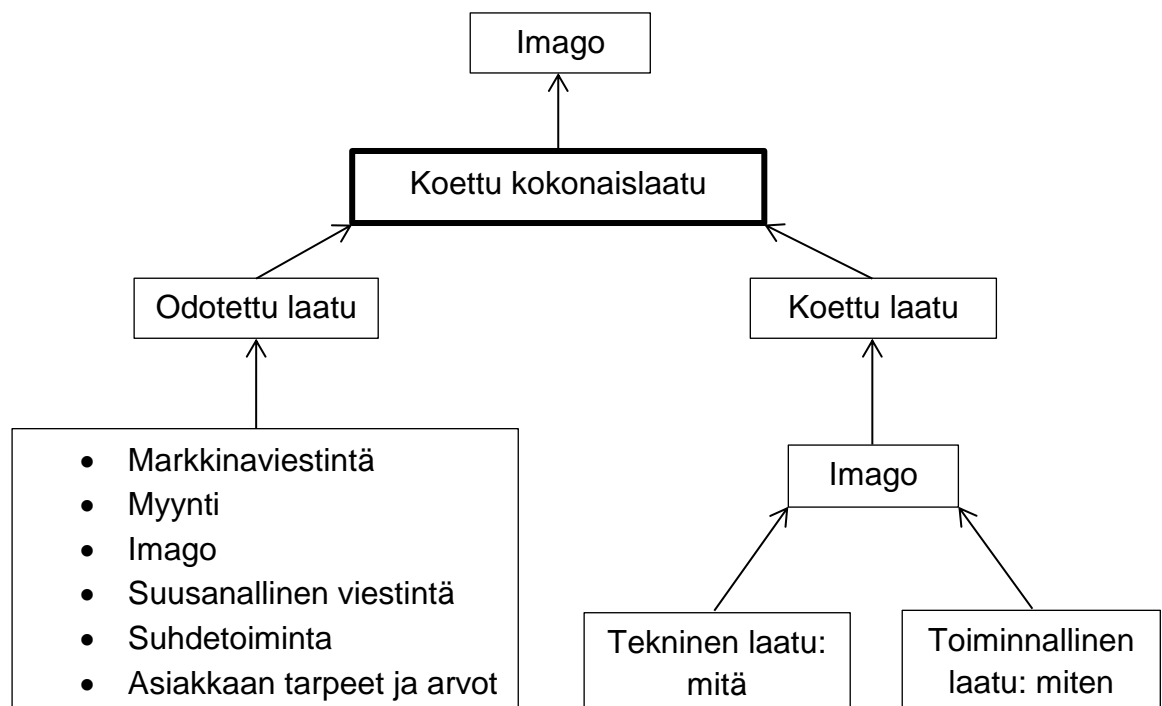 Imago
Koettu kokonaislaatu
Odotettu laatu
Koettu laatu
• Markkinaviestintä
• Myynti
• Imago
• Suusanallinen viestintä
• Suhdetoiminta
• Asiakkaan tarpeet ja arvot
Imago
Tekninen laatu:
mitä
Toiminnallinen
laatu: miten